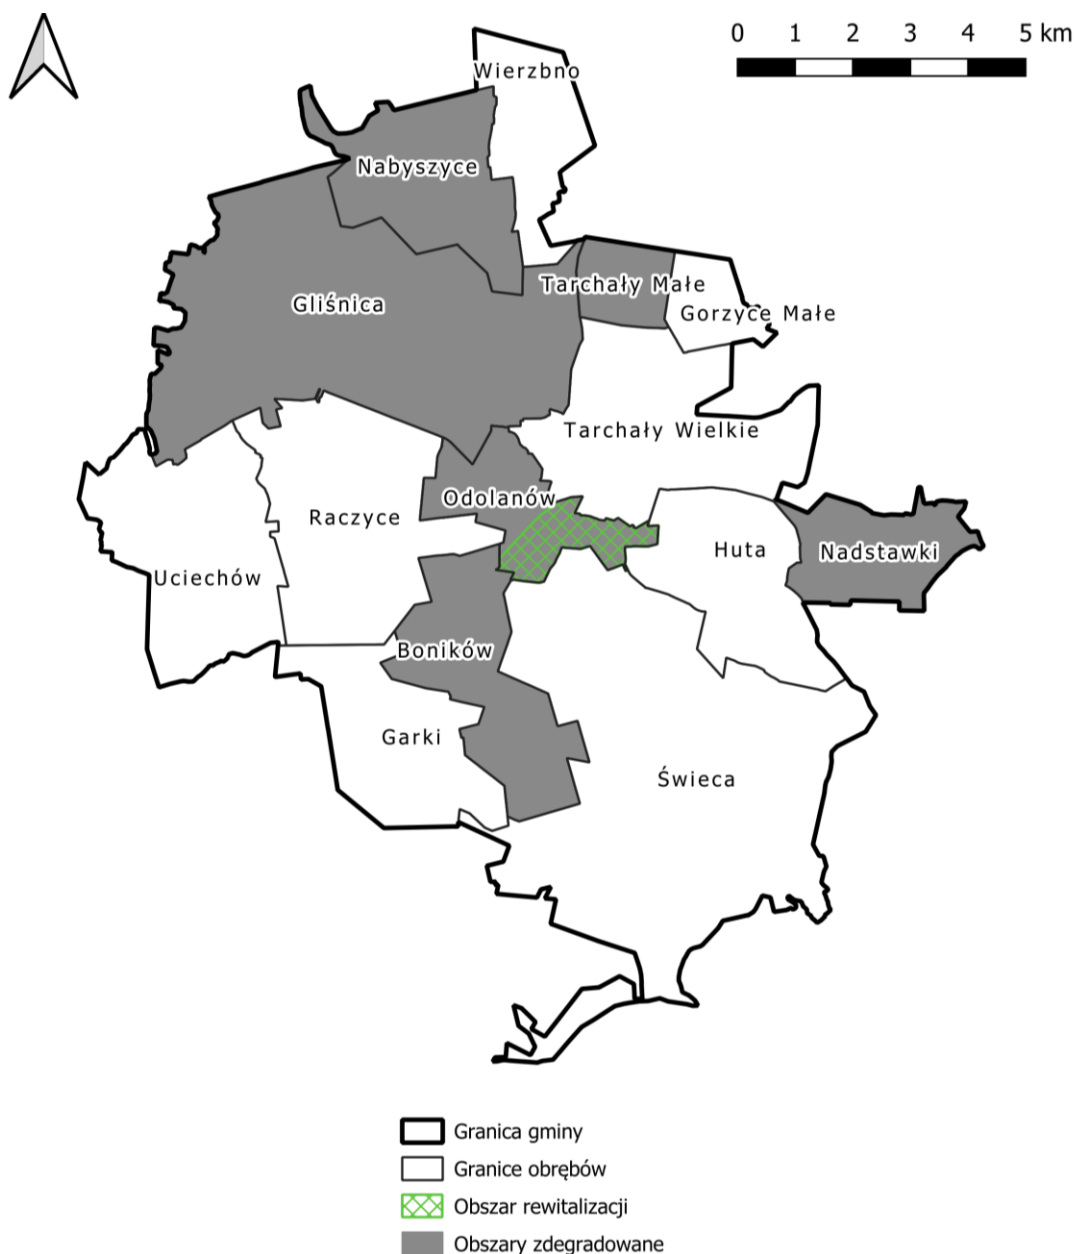 0 1 2 3 4 5 km
Wierzbno
Nabyszyce
Tarchały Małe
Gliśnica
Gorzyce Małe
Tarchały Wielkie
Odolanów
Raczyce
Huta
Nadstawki
Uciechów
Boników
Garki
Świeca
Granica gminy
Granice obrębów
Obszar rewitalizacji
Obszary zdegradowane